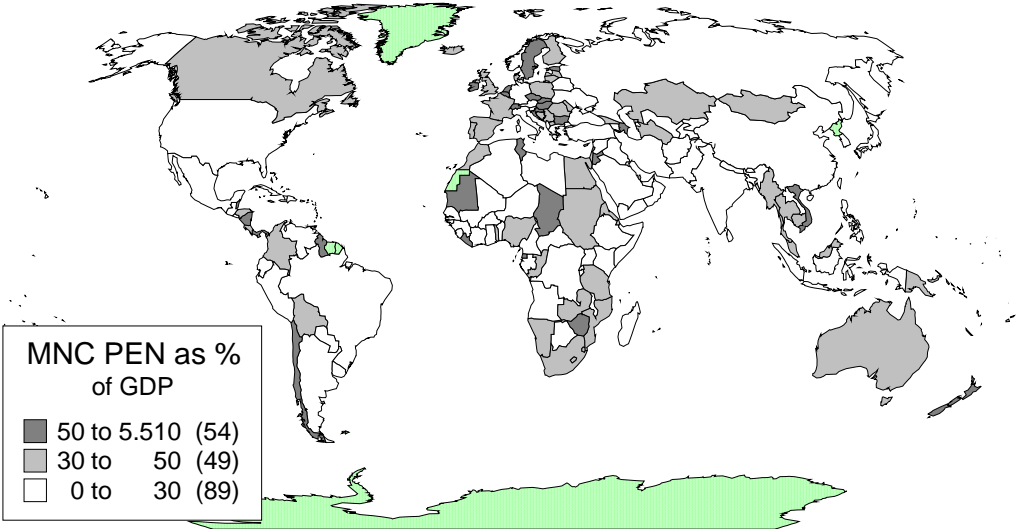 MNC PEN as %
of GDP
50 to 5.510 (54)
30 to 50 (49)
0 to 30 (89)